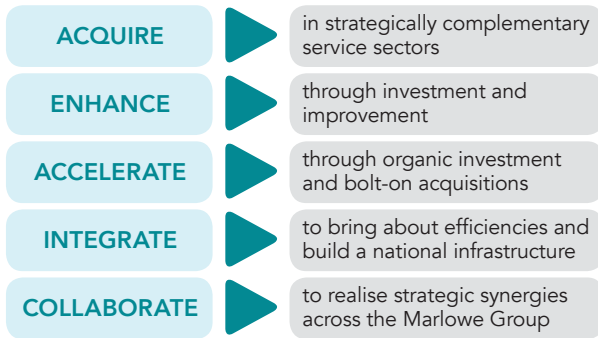 ACQUIRE
in strategically complementary
service sectors
ENHANCE
through investment and
improvement
ACCELERATE
through organic investment
and bolt-on acquisitions
INTEGRATE
to bring about efficiencies and
build a national infrastructure
COLLABORATE
to realise strategic synergies
across the Marlowe Group